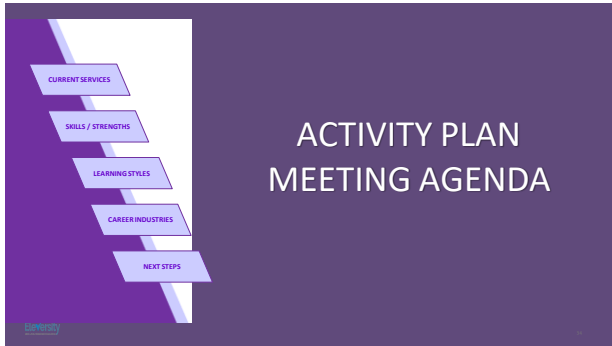 CURRENT SERVICES
SKILLS / STRENGTHS
LEARNING STYLES
CAREER INDUSTRIES
NEXT STEPS
ACTIVITY PLAN
MEETING AGENDA